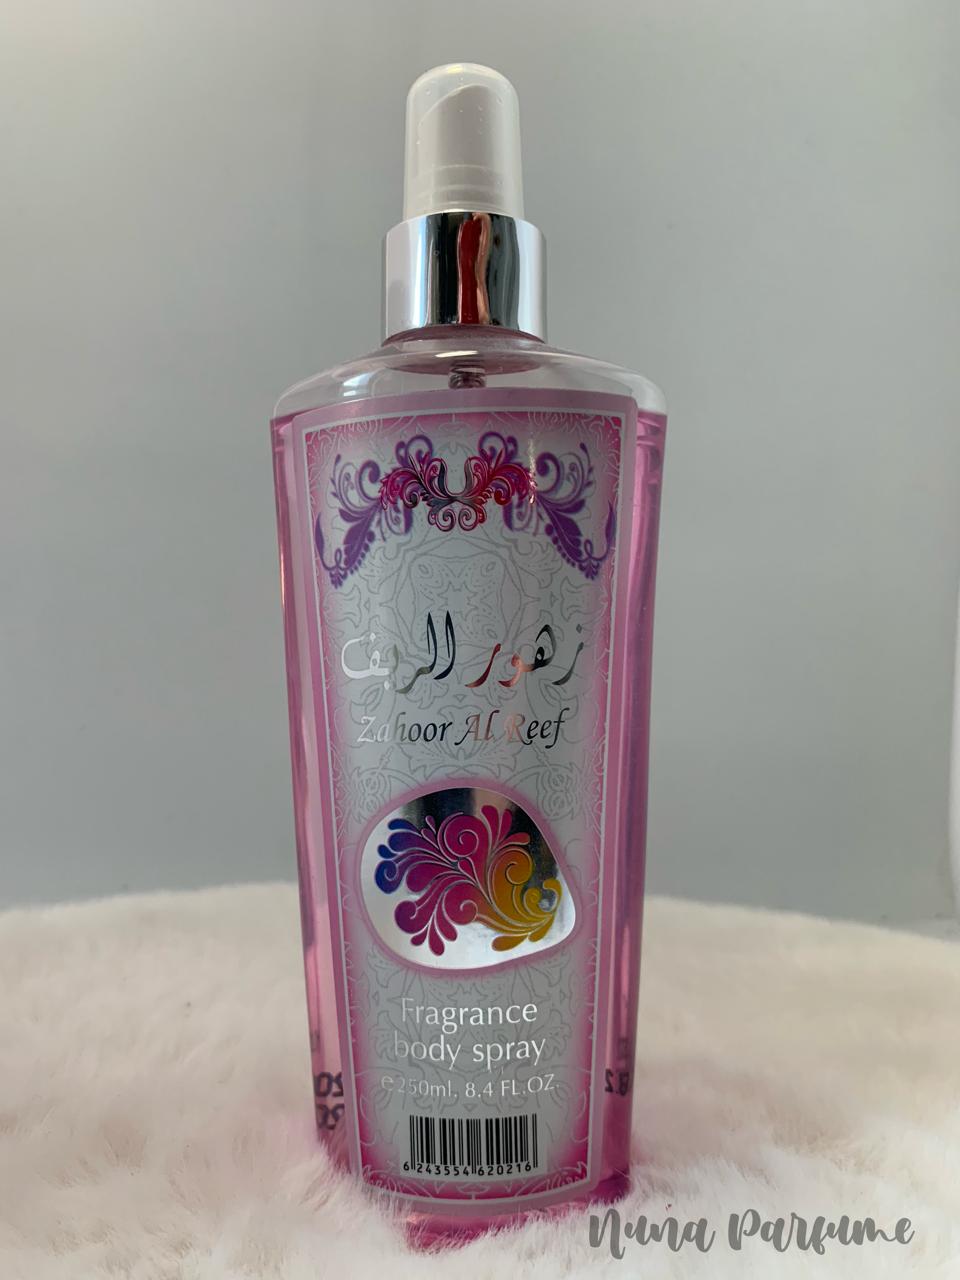 زهور الريف
Zahoor Al Reef
Fragrance
body spray
℮250ml. 8.4 FL.OZ.
6 243554 620216
Nuna Parfume